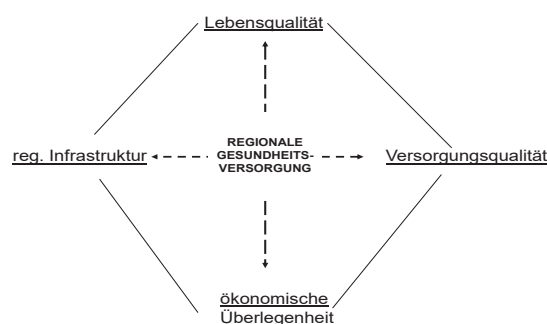 Lebensqualität
reg. Infrastruktur
REGIONALE
GESUNDHEITS-
VERSORGUNG
Versorgungsqualität
ökonomische
Überlegenheit